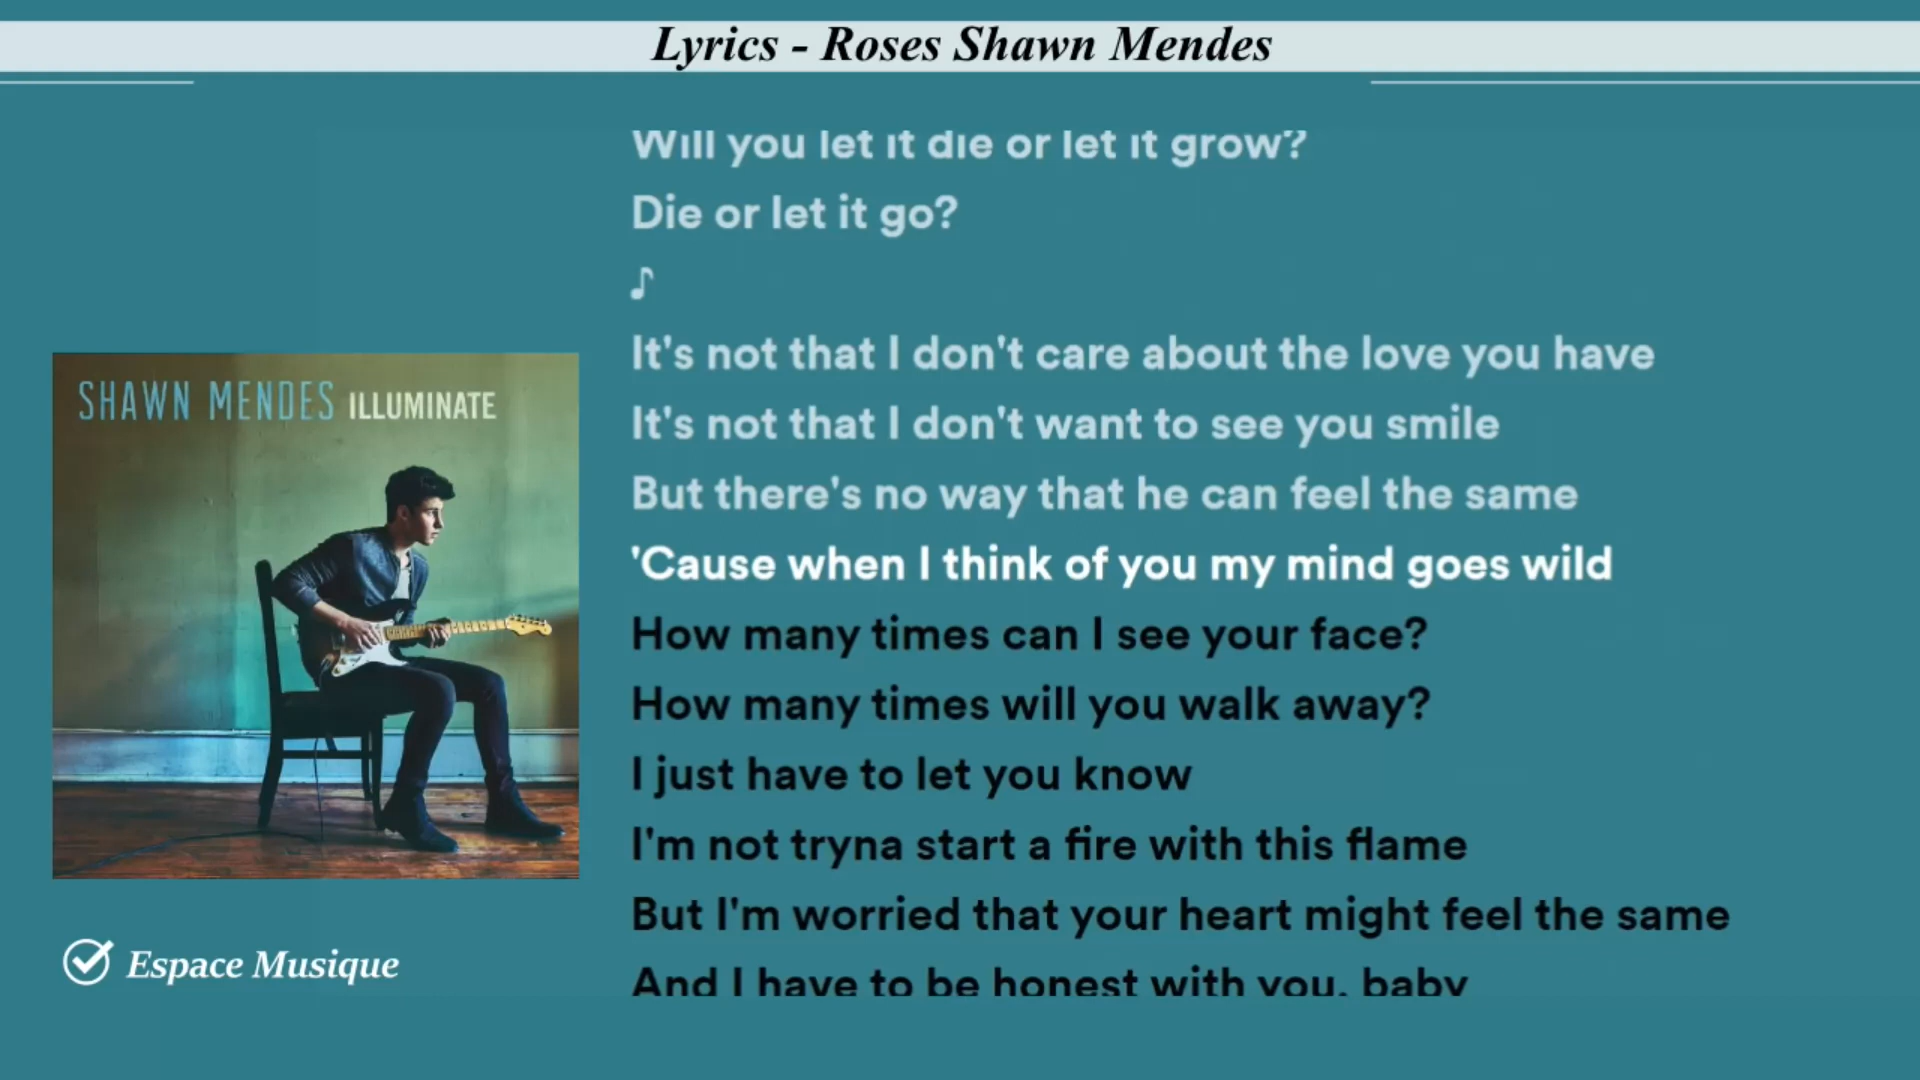 Lyrics - Roses Shawn Mendes
Will you let it die or let it grow?
Die or let it go?
♪
It's not that I don't care about the love you have
It's not that I don't want to see you smile
But there's no way that he can feel the same
'Cause when I think of you my mind goes wild
How many times can I see your face?
How many times will you walk away?
I just have to let you know
I'm not tryna start a fire with this flame
But I'm worried that your heart might feel the same
And I have to be honest with you, baby
SHAWN MENDES ILLUMINATE
Espace Musique